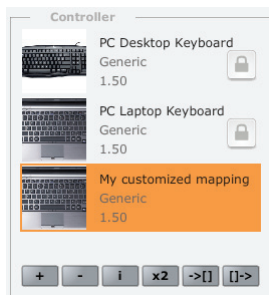 Controller
PC Desktop Keyboard
Generic
1.50
PC Laptop Keyboard
Generic
1.50
My customized mapping
Generic
1.50
+ - i x2 ->[] []->